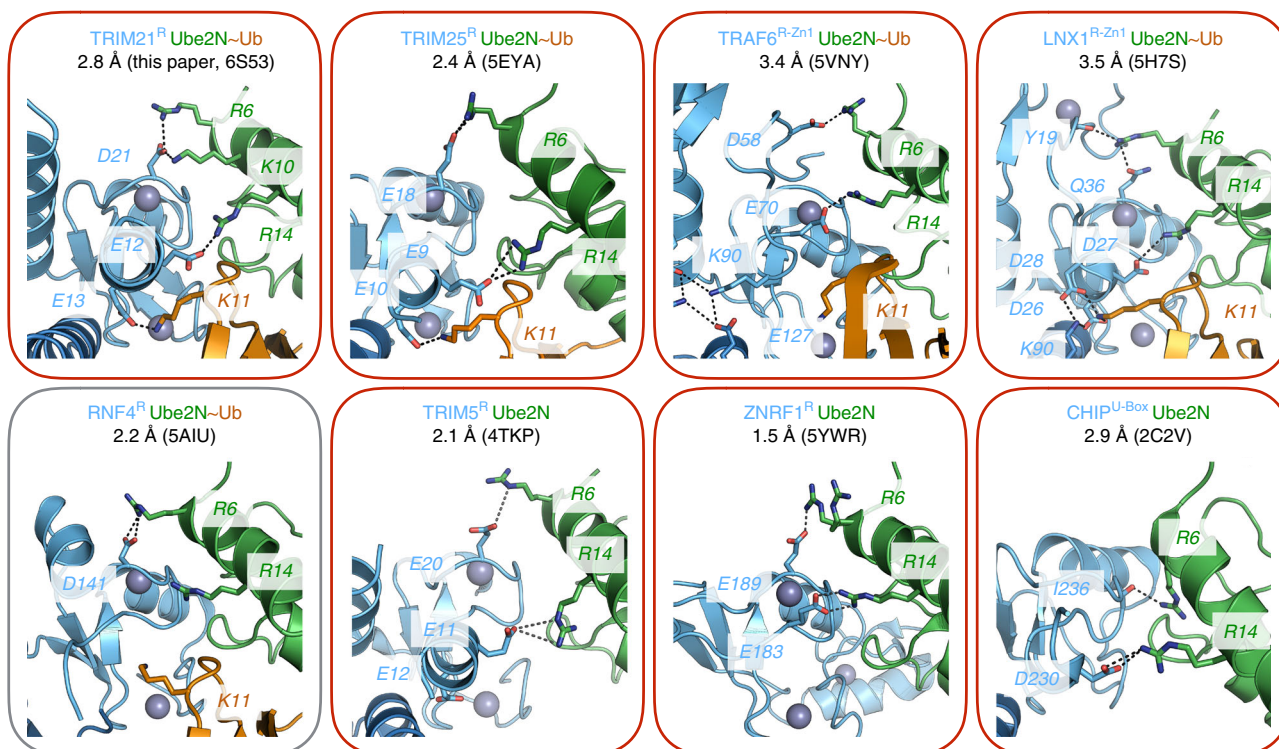 TRIM21ᴿ Ube2N~Ub
2.8 Å (this paper, 6S53)
R6
D21
K10
E12
R14
E13
K11
TRIM25ᴿ Ube2N~Ub
2.4 Å (5EYA)
R6
E18
E9
E10
R14
K11
TRAF6ᴿ⁻ᶻⁿ¹ Ube2N~Ub
3.4 Å (5VNY)
D58
R6
E70
R14
K90
K11
E127
LNX1ᴿ⁻ᶻⁿ¹ Ube2N~Ub
3.5 Å (5H7S)
Y19
R6
Q36
R14
D27
D28
D26
K11
K90
RNF4ᴿ Ube2N~Ub
2.2 Å (5AIU)
R6
D141
R14
K11
TRIM5ᴿ Ube2N
2.1 Å (4TKP)
R6
E20
R14
E11
E12
ZNRF1ᴿ Ube2N
1.5 Å (5YWR)
R6
R14
E189
E183
CHIPᵁ⁻ᴮᵒˣ Ube2N
2.9 Å (2C2V)
R6
I236
R14
D230